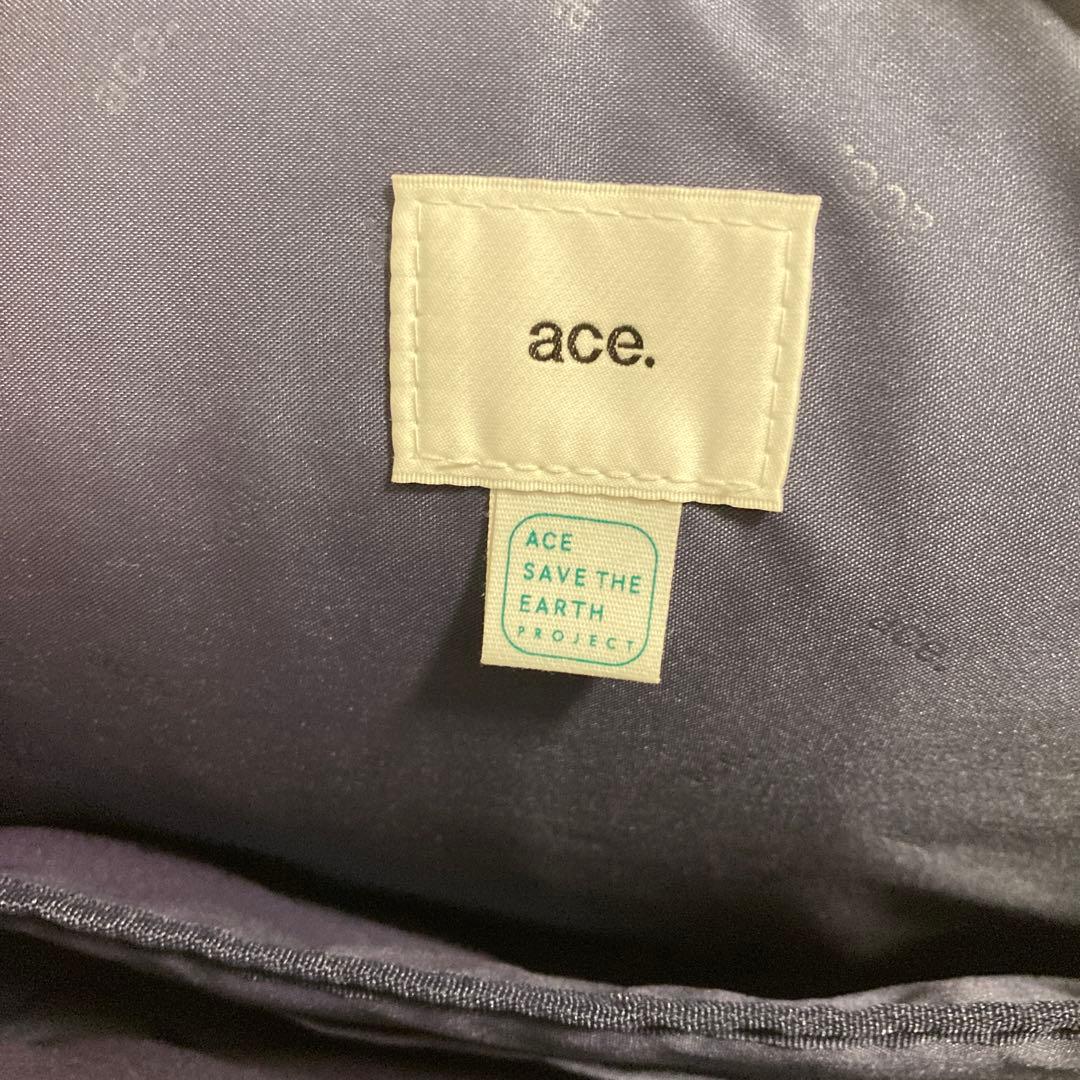 ace.
ACE
SAVE THE
EARTH
PROJECT